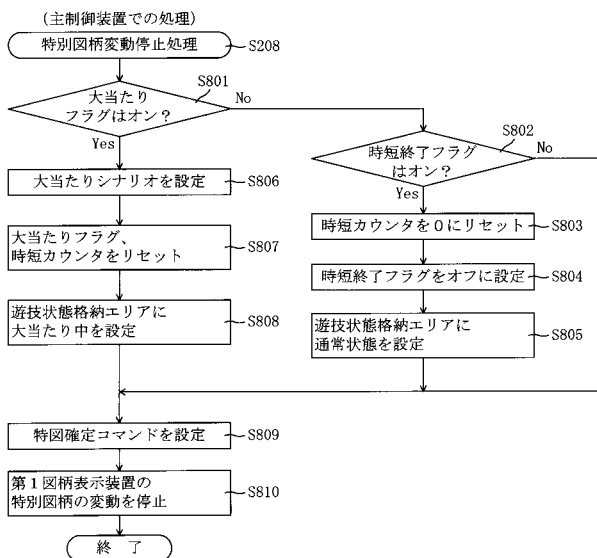 (主制御装置での処理)
特別図柄変動停止処理
S208
S801
大当たり
フラグはオン？
No
Yes
S802
時短終了フラグ
はオン？
No
Yes
大当たりシナリオを設定
S806
時短カウンタを０にリセット
S803
大当たりフラグ、
時短カウンタをリセット
S807
時短終了フラグをオフに設定
S804
遊技状態格納エリアに
大当たり中を設定
S808
遊技状態格納エリアに
通常状態を設定
S805
特図確定コマンドを設定
S809
第１図柄表示装置の
特別図柄の変動を停止
S810
終 了